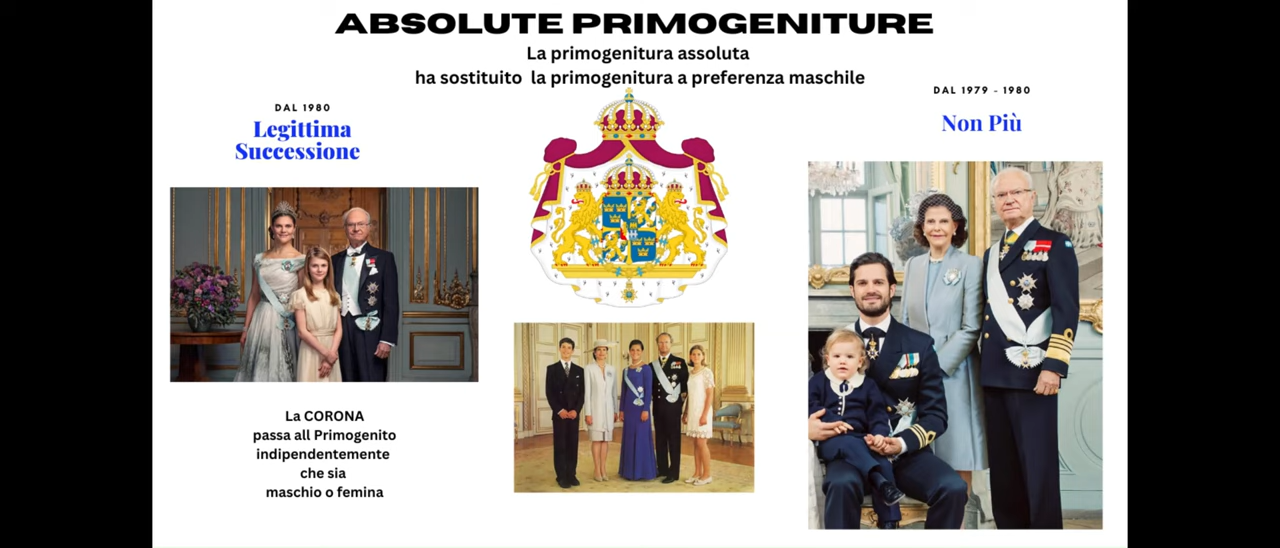 ABSOLUTE PRIMOGENITURE
La primogenitura assoluta
ha sostituito la primogenitura a preferenza maschile
DAL 1980
Legittima
Successione
DAL 1979 - 1980
Non Più
La CORONA
passa all Primogenito
indipendentemente
che sia
maschio o femina